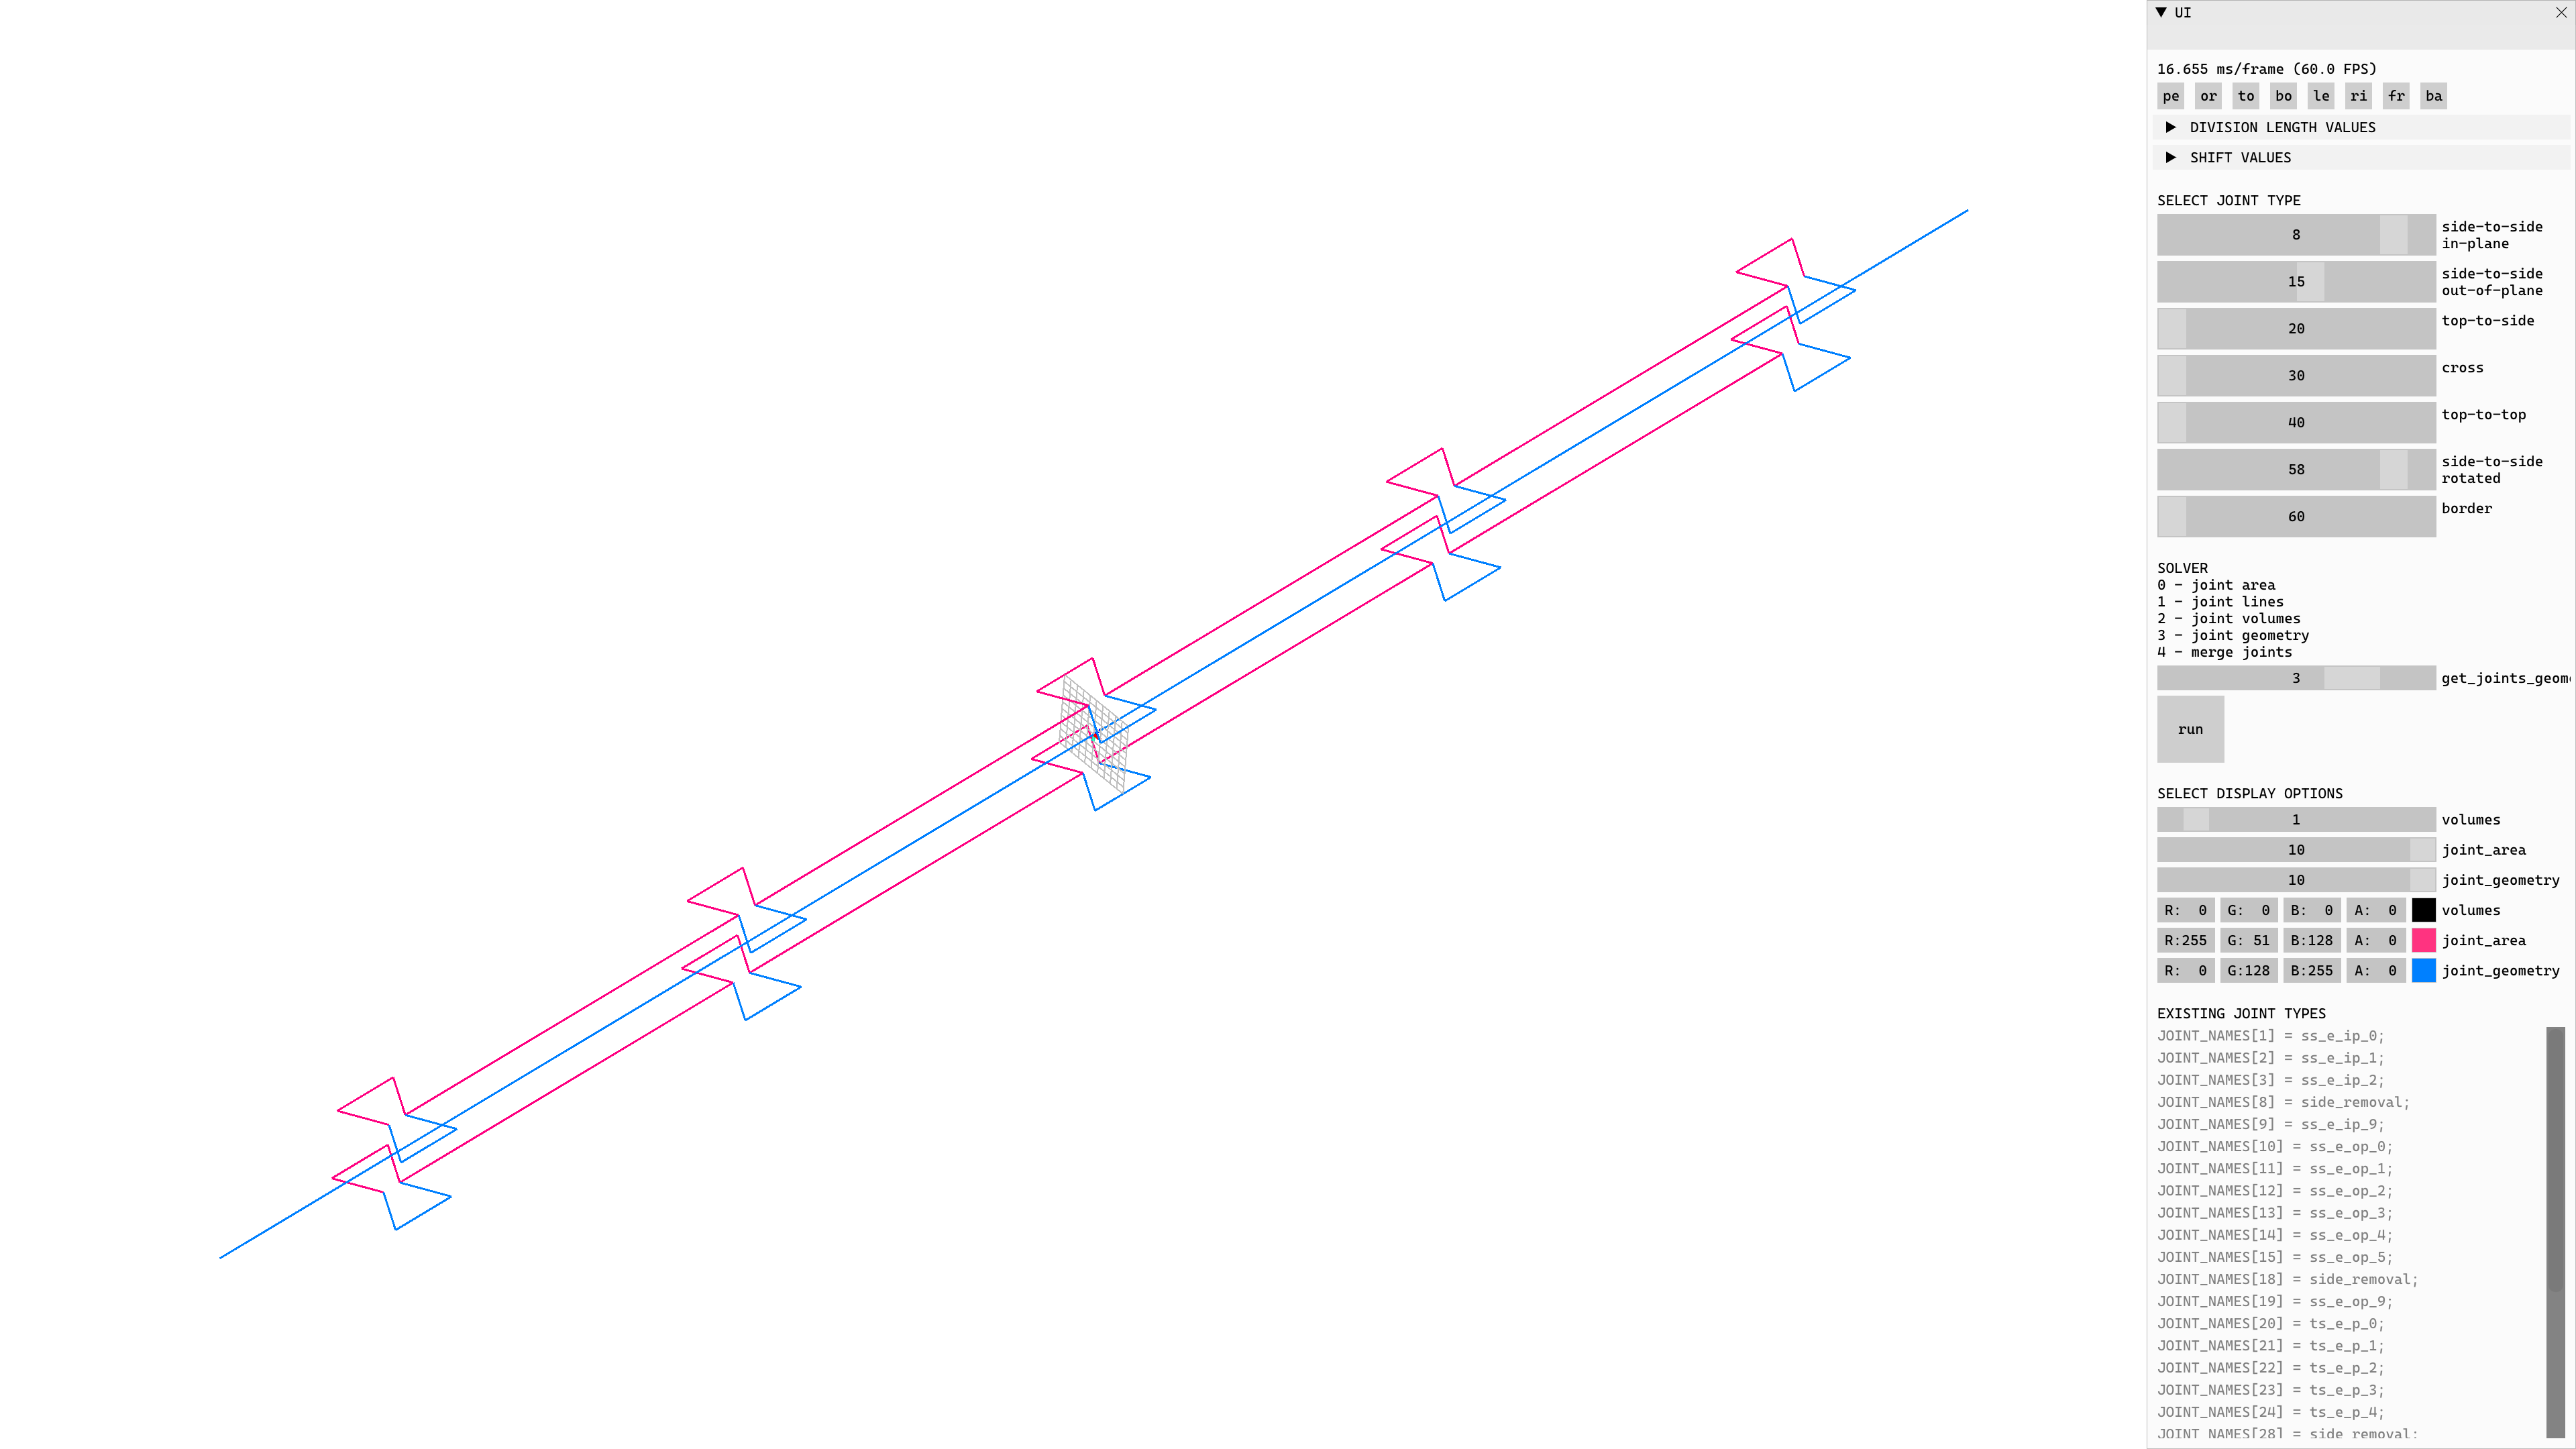 UI
16.655 ms/frame (60.0 FPS)
pe or to bo le ri fr ba
DIVISION LENGTH VALUES
SHIFT VALUES
SELECT JOINT TYPE
8 side-to-side
in-plane
15 side-to-side
out-of-plane
20 top-to-side
30 cross
40 top-to-top
58 side-to-side
rotated
60 border
SOLVER
0 - joint area
1 - joint lines
2 - joint volumes
3 - joint geometry
4 - merge joints
3 get_joints_geom
run
SELECT DISPLAY OPTIONS
1 volumes
10 joint_area
10 joint_geometry
R: 0 G: 0 B: 0 A: 0 volumes
R:255 G: 51 B:128 A: 0 joint_area
R: 0 G:128 B:255 A: 0 joint_geometry
EXISTING JOINT TYPES
JOINT_NAMES[1] = ss_e_ip_0;
JOINT_NAMES[2] = ss_e_ip_1;
JOINT_NAMES[3] = ss_e_ip_2;
JOINT_NAMES[8] = side_removal;
JOINT_NAMES[9] = ss_e_ip_9;
JOINT_NAMES[10] = ss_e_op_0;
JOINT_NAMES[11] = ss_e_op_1;
JOINT_NAMES[12] = ss_e_op_2;
JOINT_NAMES[13] = ss_e_op_3;
JOINT_NAMES[14] = ss_e_op_4;
JOINT_NAMES[15] = ss_e_op_5;
JOINT_NAMES[18] = side_removal;
JOINT_NAMES[19] = ss_e_op_9;
JOINT_NAMES[20] = ts_e_p_0;
JOINT_NAMES[21] = ts_e_p_1;
JOINT_NAMES[22] = ts_e_p_2;
JOINT_NAMES[23] = ts_e_p_3;
JOINT_NAMES[24] = ts_e_p_4;
JOINT_NAMES[28] = side_removal;